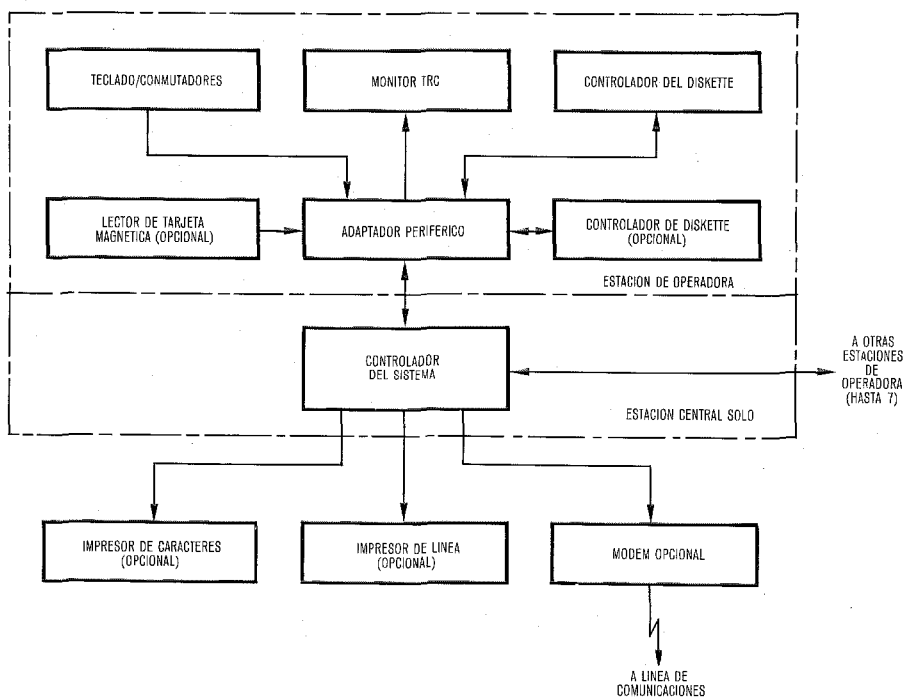 TECLADO/CONMUTADORES
MONITOR TRC
CONTROLADOR DEL DISKETTE
LECTOR DE TARJETA
MAGNETICA (OPCIONAL)
ADAPTADOR PERIFERICO
CONTROLADOR DE DISKETTE
(OPCIONAL)
ESTACION DE OPERADORA
CONTROLADOR
DEL SISTEMA
A OTRAS
ESTACIONES
DE
OPERADORA
(HASTA 7)
ESTACION CENTRAL SOLO
IMPRESOR DE CARACTERES
(OPCIONAL)
IMPRESOR DE LINEA
(OPCIONAL)
MODEM OPCIONAL
A LINEA DE
COMUNICACIONES